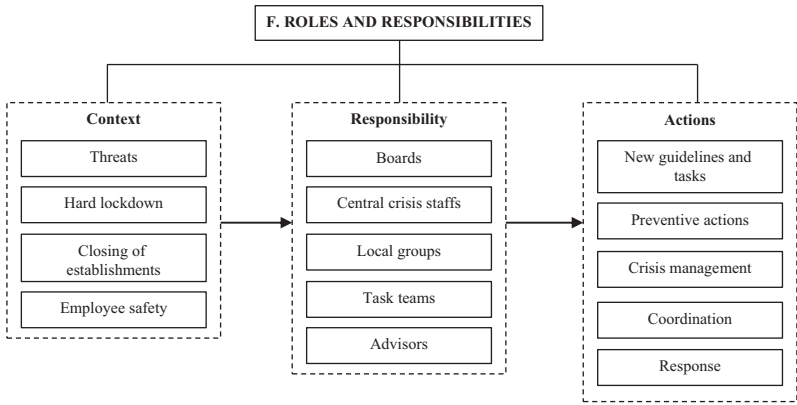 F. ROLES AND RESPONSIBILITIES
Context
Threats
Hard lockdown
Closing of
establishments
Employee safety
Responsibility
Boards
Central crisis staffs
Local groups
Task teams
Advisors
Actions
New guidelines and
tasks
Preventive actions
Crisis management
Coordination
Response